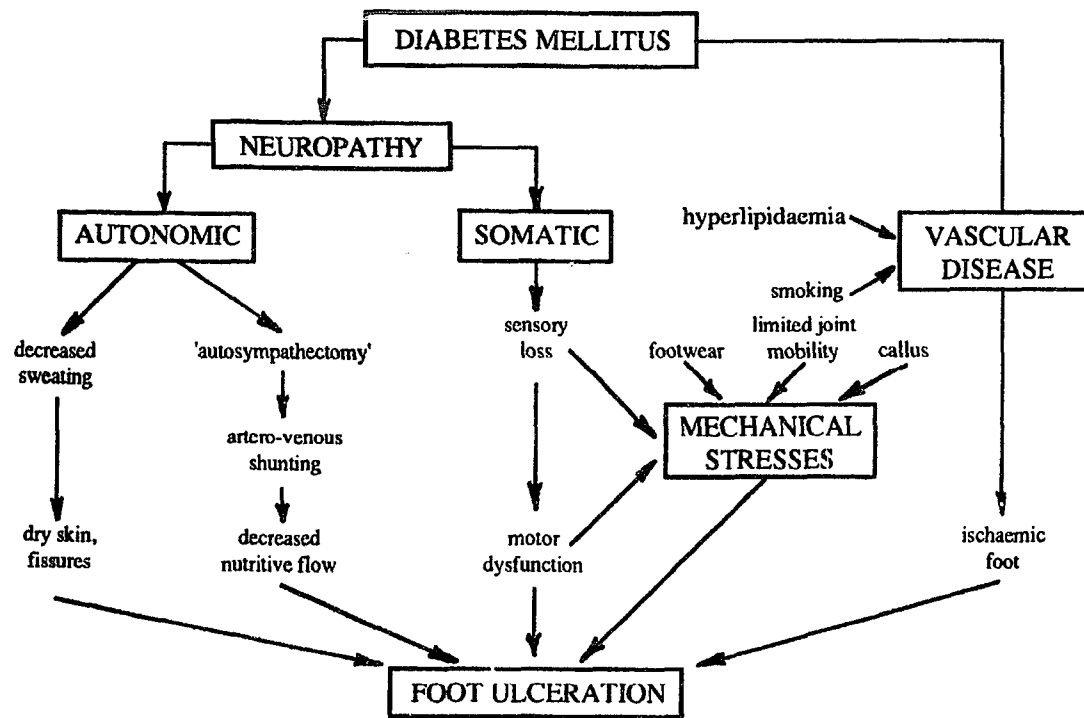 DIABETES MELLITUS
NEUROPATHY
AUTONOMIC
SOMATIC
hyperlipidaemia
VASCULAR
DISEASE
smoking
decreased
sweating
'autosympathectomy'
sensory
loss
footwear
limited joint
mobility
callus
MECHANICAL
STRESSES
artero-venous
shunting
dry skin,
fissures
decreased
nutritive flow
motor
dysfunction
ischaemic
foot
FOOT ULCERATION